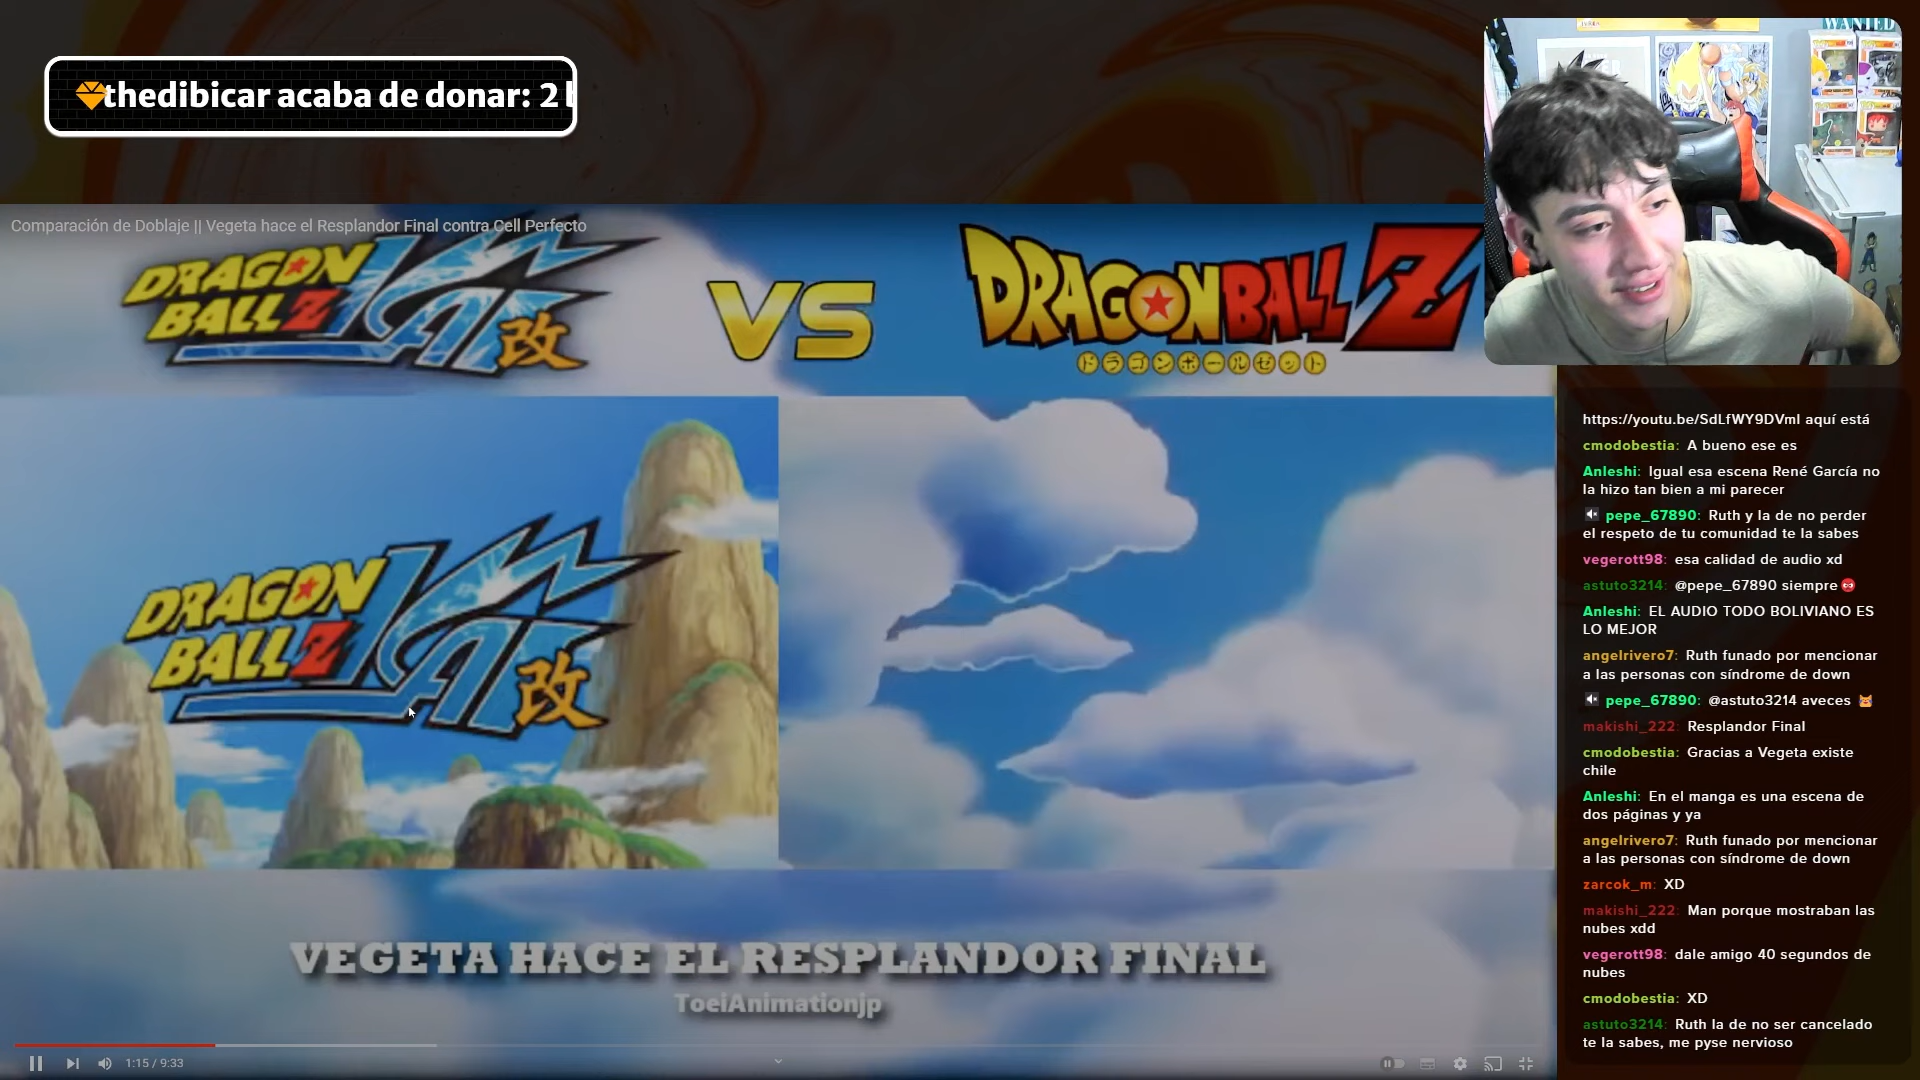 thedibicar acaba de donar: 2
WANTED
Comparación de Doblaje || Vegeta hace el Resplandor Final contra Cell Perfecto
DRAGON
BALL Z KAI 改
VS
DRAGON BALL Z
ドラゴンボールゼット
DRAGON
BALL Z KAI 改
VEGETA HACE EL RESPLANDOR FINAL
ToeiAnimationjp
1:15 / 9:33
https://youtu.be/SdLfWY9DVmI aquí está
cmodobestia: A bueno ese es
Anleshi: Igual esa escena René García no
la hizo tan bien a mi parecer
pepe_67890: Ruth y la de no perder
el respeto de tu comunidad te la sabes
vegerott98: esa calidad de audio xd
astuto3214: @pepe_67890 siempre
Anleshi: EL AUDIO TODO BOLIVIANO ES
LO MEJOR
angelrivero7: Ruth funado por mencionar
a las personas con síndrome de down
pepe_67890: @astuto3214 aveces
makishi_222: Resplandor Final
cmodobestia: Gracias a Vegeta existe
chile
Anleshi: En el manga es una escena de
dos páginas y ya
angelrivero7: Ruth funado por mencionar
a las personas con síndrome de down
zarcok_m: XD
makishi_222: Man porque mostraban las
nubes xdd
vegerott98: dale amigo 40 segundos de
nubes
cmodobestia: XD
astuto3214: Ruth la de no ser cancelado
te la sabes, me pyse nervioso